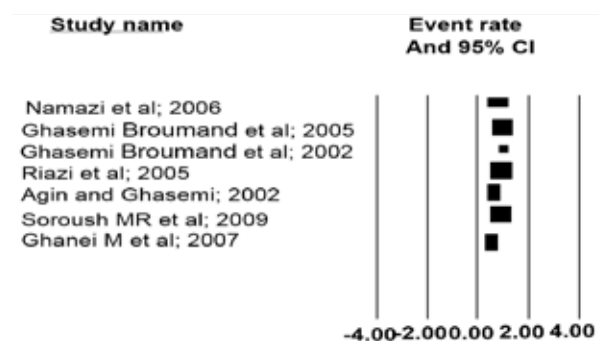 Study name Event rate
And 95% CI
Namazi et al; 2006
Ghasemi Broumand et al; 2005
Ghasemi Broumand et al; 2002
Riazi et al; 2005
Agin and Ghasemi; 2002
Soroush MR et al; 2009
Ghanei M et al; 2007
-4.00-2.000.00 2.00 4.00